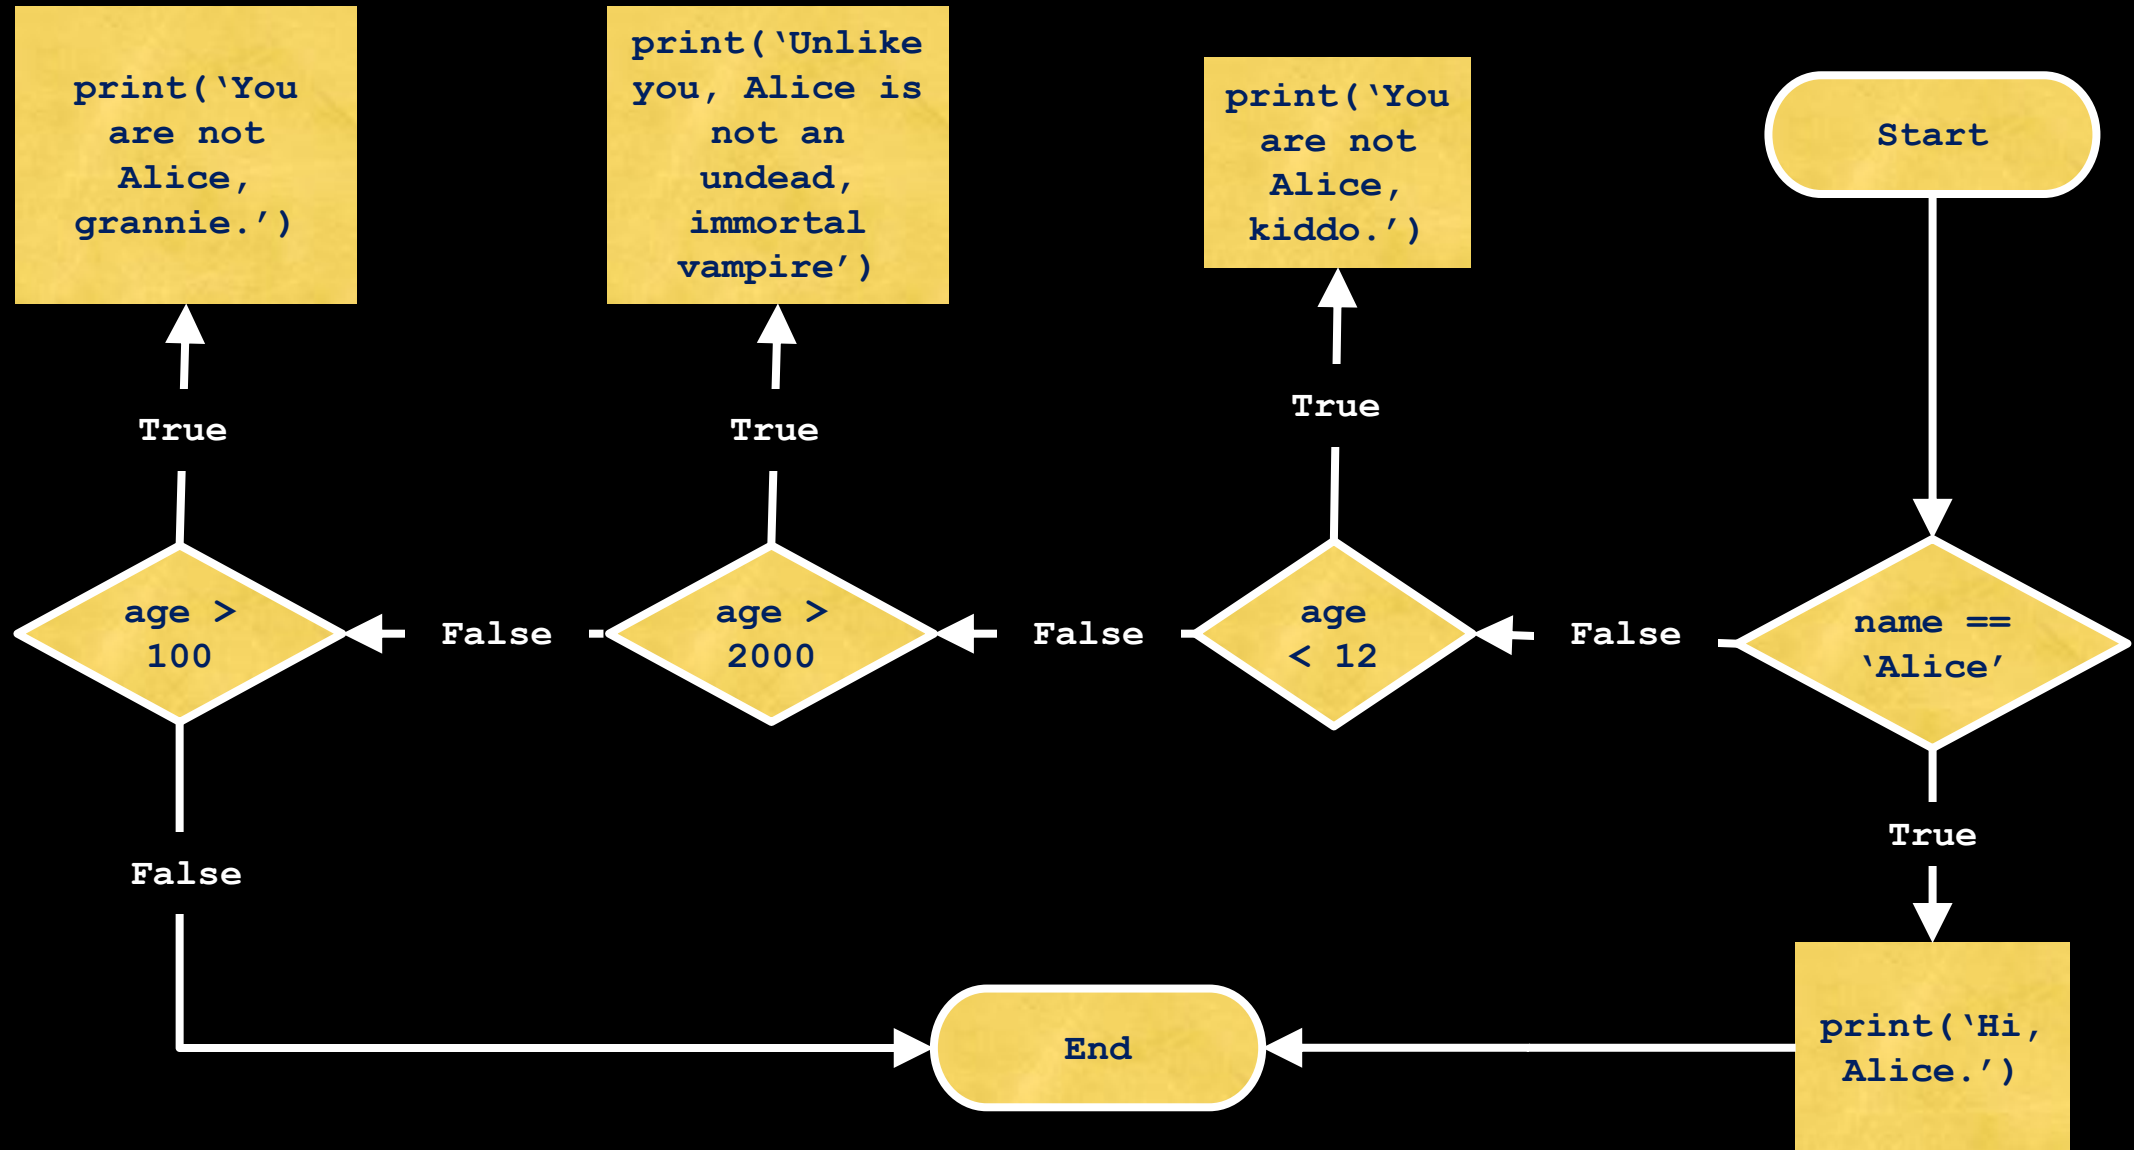 print(‘You
are not
Alice,
grannie.’)
print(‘Unlike
you, Alice is
not an
undead,
immortal
vampire’)
print(‘You
are not
Alice,
kiddo.’)
Start
True
True
True
age >
100
False
age >
2000
False
age
< 12
False
name ==
‘Alice’
True
False
End
print(‘Hi,
Alice.’)